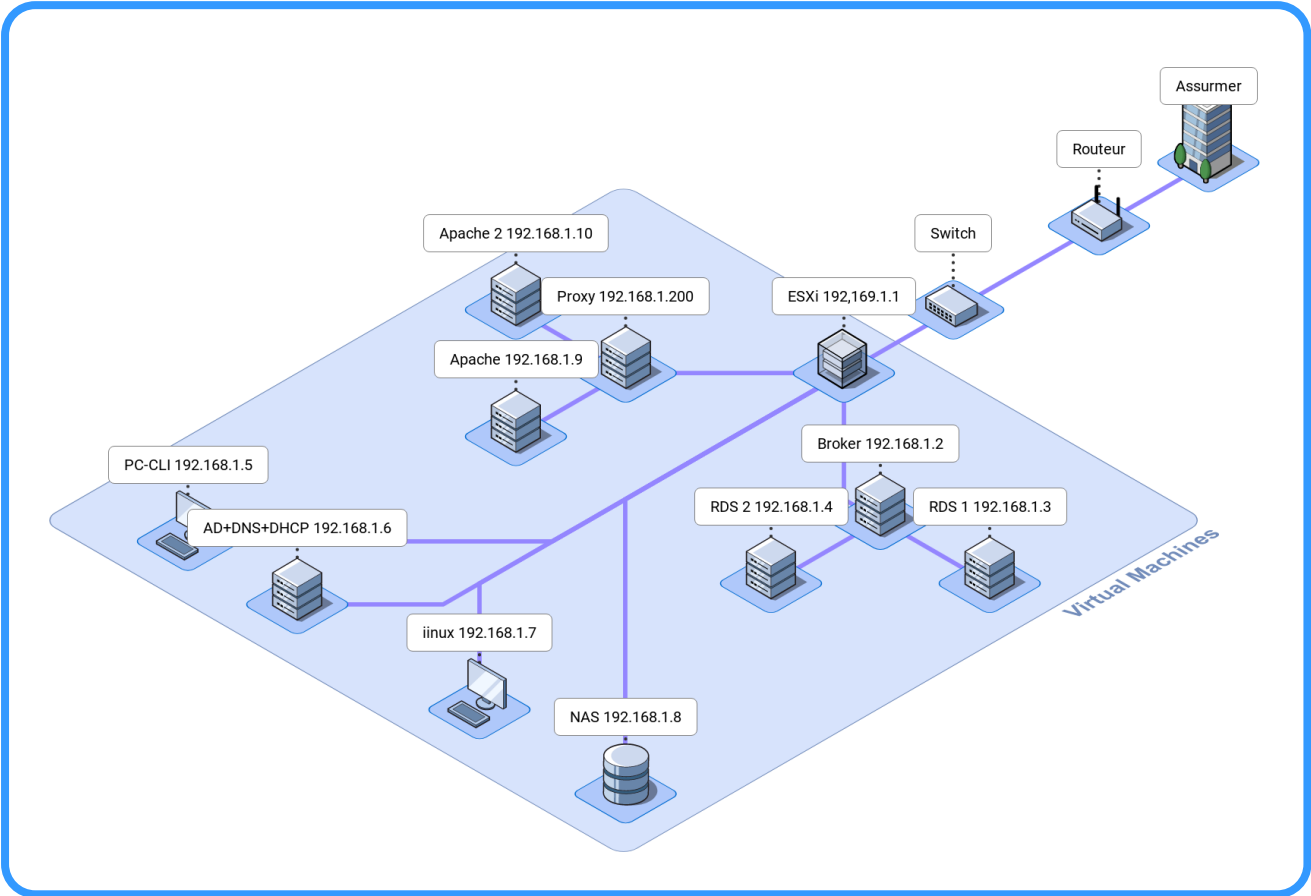 Assurmer
Routeur
Switch
Apache 2 192.168.1.10
Proxy 192.168.1.200
ESXi 192,169.1.1
Apache 192.168.1.9
Broker 192.168.1.2
PC-CLI 192.168.1.5
RDS 2 192.168.1.4
RDS 1 192.168.1.3
AD+DNS+DHCP 192.168.1.6
Virtual Machines
iinux 192.168.1.7
NAS 192.168.1.8